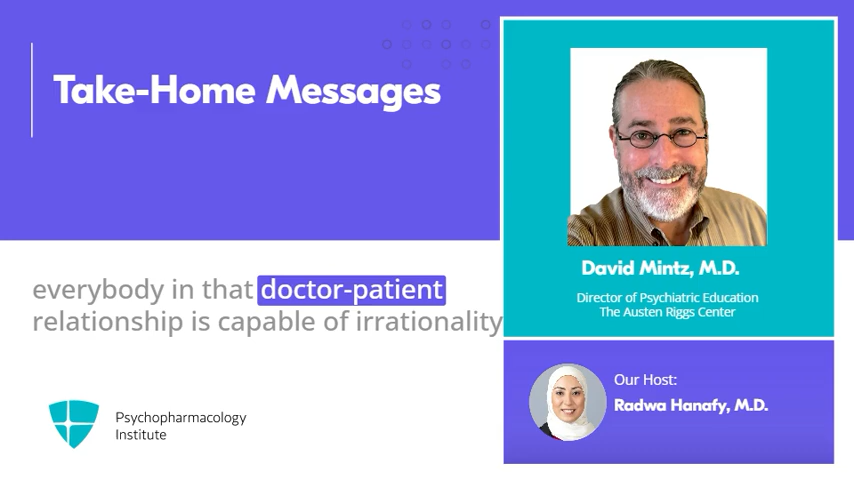 Take-Home Messages
everybody in that doctor-patient
relationship is capable of irrationality
Psychopharmacology
Institute
David Mintz, M.D.
Director of Psychiatric Education
The Austen Riggs Center
Our Host:
Radwa Hanafy, M.D.